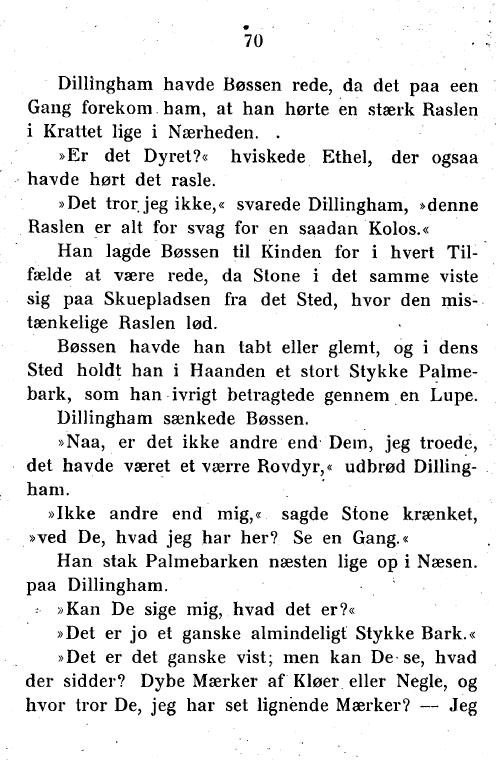 70
Dillingham havde Bøssen rede, da det paa een
Gang forekom ham, at han hørte en stærk Raslen
i Krattet lige i Nærheden.
»Er det Dyret?« hviskede Ethel, der ogsaa
havde hørt det rasle.
»Det tror jeg ikke,« svarede Dillingham, »denne
Raslen er alt for svag for en saadan Kolos.«
Han lagde Bøssen til Kinden for i hvert Til-
fælde at være rede, da Stone i det samme viste
sig paa Skuepladsen fra det Sted, hvor den mis-
tænkelige Raslen lød.
Bøssen havde han tabt eller glemt, og i dens
Sted holdt han i Haanden et stort Stykke Palme-
bark, som han ivrigt betragtede gennem en Lupe.
Dillingham sænkede Bøssen.
»Naa, er det ikke andre end Dem, jeg troede,
det havde været et værre Rovdyr,« udbrød Dilling-
ham.
»Ikke andre end mig,« sagde Stone krænket,
»ved De, hvad jeg har her? Se en Gang.«
Han stak Palmebarken næsten lige op i Næsen.
paa Dillingham.
»Kan De sige mig, hvad det er?«
»Det er jo et ganske almindeligt Stykke Bark.«
»Det er det ganske vist; men kan De se, hvad
der sidder? Dybe Mærker af Kløer eller Negle, og
hvor tror De, jeg har set lignende Mærker? — Jeg